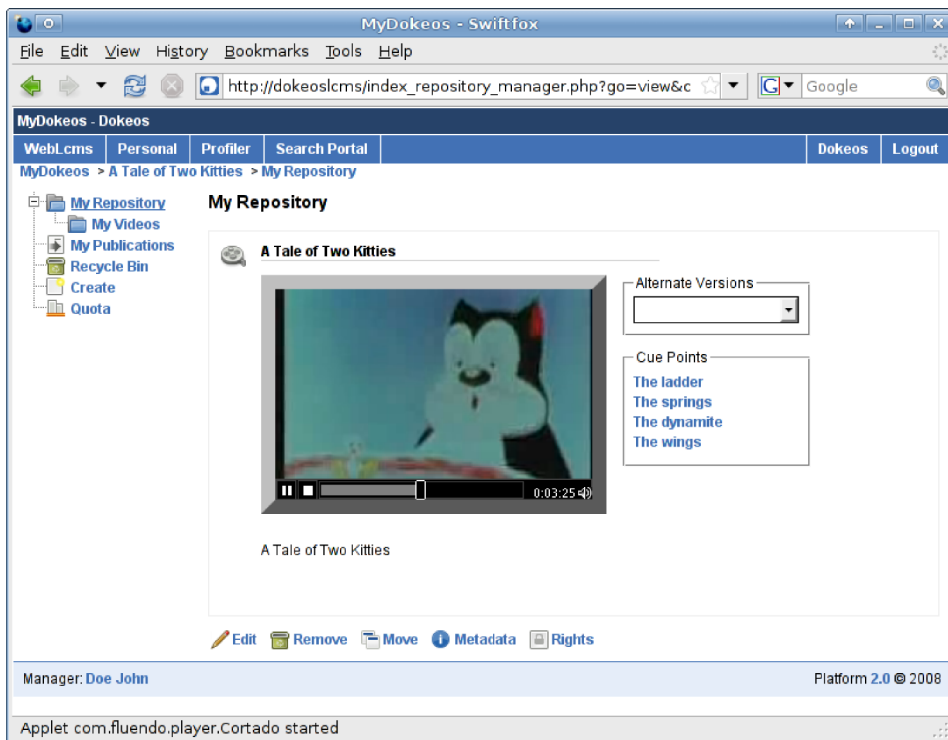 MyDokeos - Swiftfox
File Edit View History Bookmarks Tools Help
http://dokeoslcms/index_repository_manager.php?go=view&c
G Google
MyDokeos - Dokeos
WebLcms Personal Profiler Search Portal Dokeos Logout
MyDokeos > A Tale of Two Kitties > My Repository
My Repository
My Videos
My Publications
Recycle Bin
Create
Quota
My Repository
A Tale of Two Kitties
0:03:25
Alternate Versions
Cue Points
The ladder
The springs
The dynamite
The wings
A Tale of Two Kitties
Edit Remove Move Metadata Rights
Manager: Doe John
Platform 2.0 © 2008
Applet com.fluendo.player.Cortado started